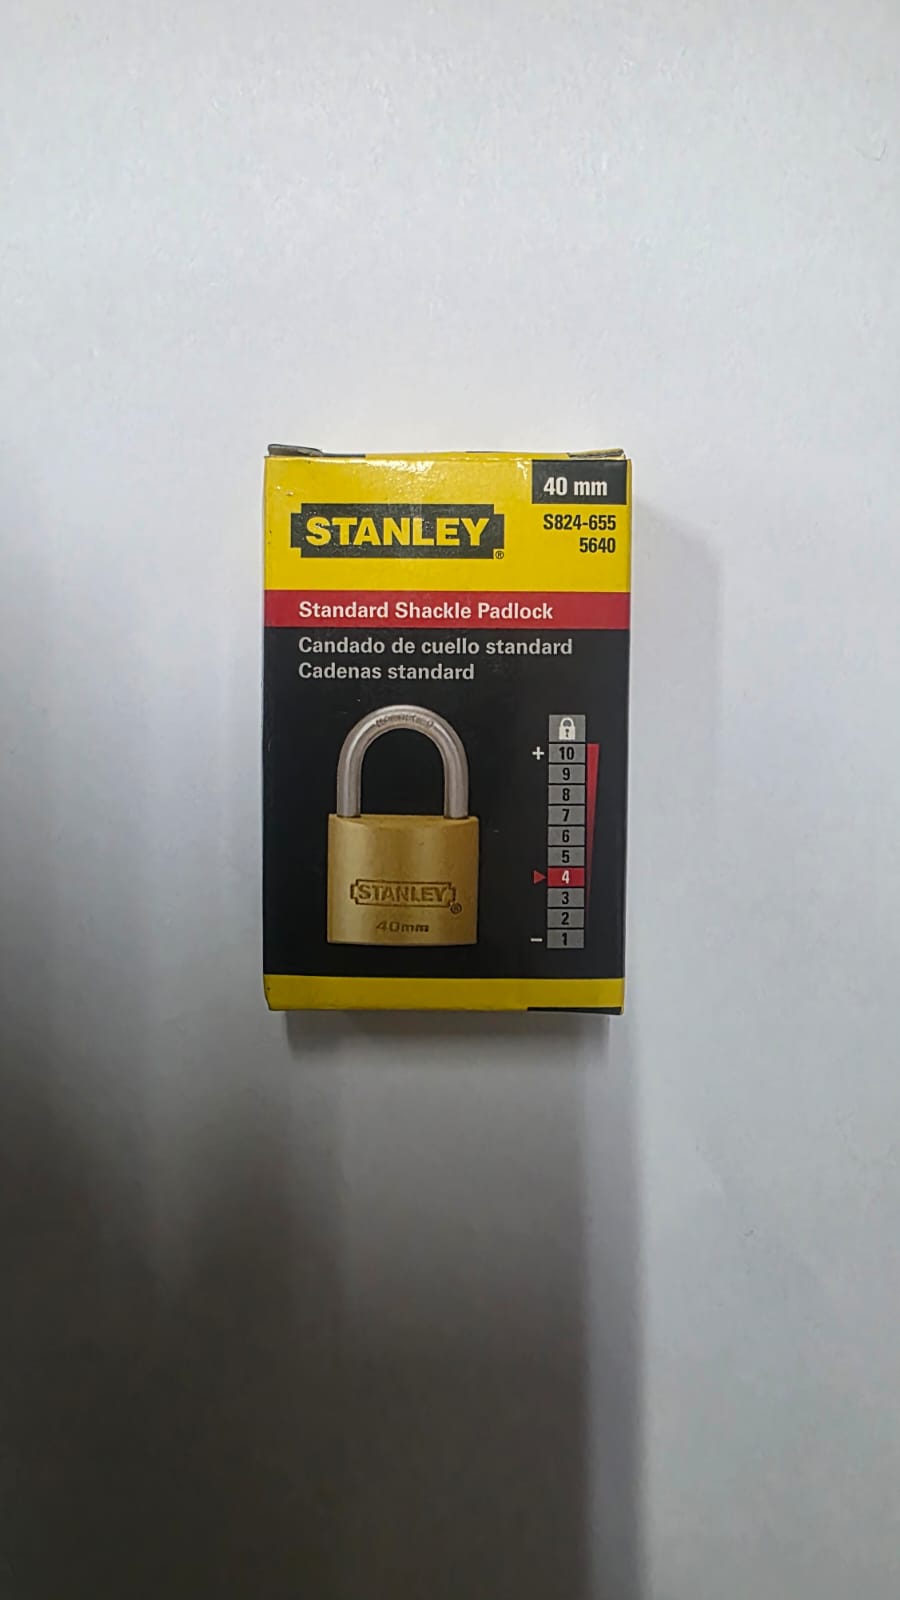 40 mm
STANLEY®
S824-655
5640
Standard Shackle Padlock
Candado de cuello standard
Cadenas standard
+ 10
9
8
7
6
5
4
3
2
− 1
STANLEY®
40mm